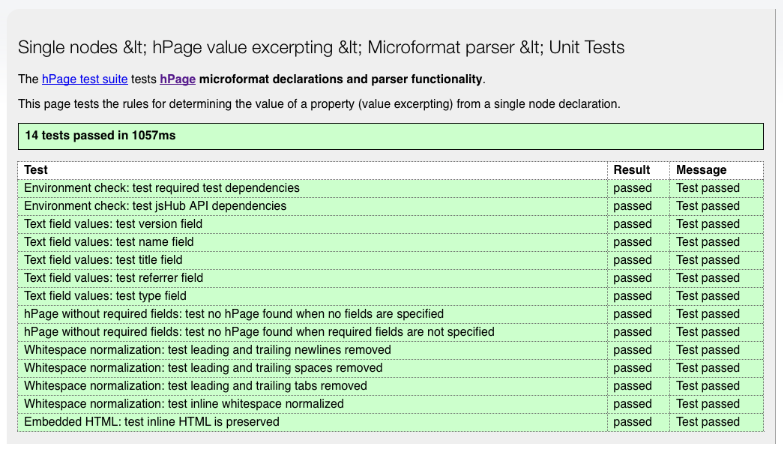 Single nodes &lt; hPage value excerpting &lt; Microformat parser &lt; Unit Tests
The hPage test suite tests hPage microformat declarations and parser functionality.
This page tests the rules for determining the value of a property (value excerpting) from a single node declaration.
14 tests passed in 1057ms
Test Result Message
Environment check: test required test dependencies passed Test passed
Environment check: test jsHub API dependencies passed Test passed
Text field values: test version field passed Test passed
Text field values: test name field passed Test passed
Text field values: test title field passed Test passed
Text field values: test referrer field passed Test passed
Text field values: test type field passed Test passed
hPage without required fields: test no hPage found when no fields are specified passed Test passed
hPage without required fields: test no hPage found when required fields are not specified passed Test passed
Whitespace normalization: test leading and trailing newlines removed passed Test passed
Whitespace normalization: test leading and trailing spaces removed passed Test passed
Whitespace normalization: test leading and trailing tabs removed passed Test passed
Whitespace normalization: test inline whitespace normalized passed Test passed
Embedded HTML: test inline HTML is preserved passed Test passed